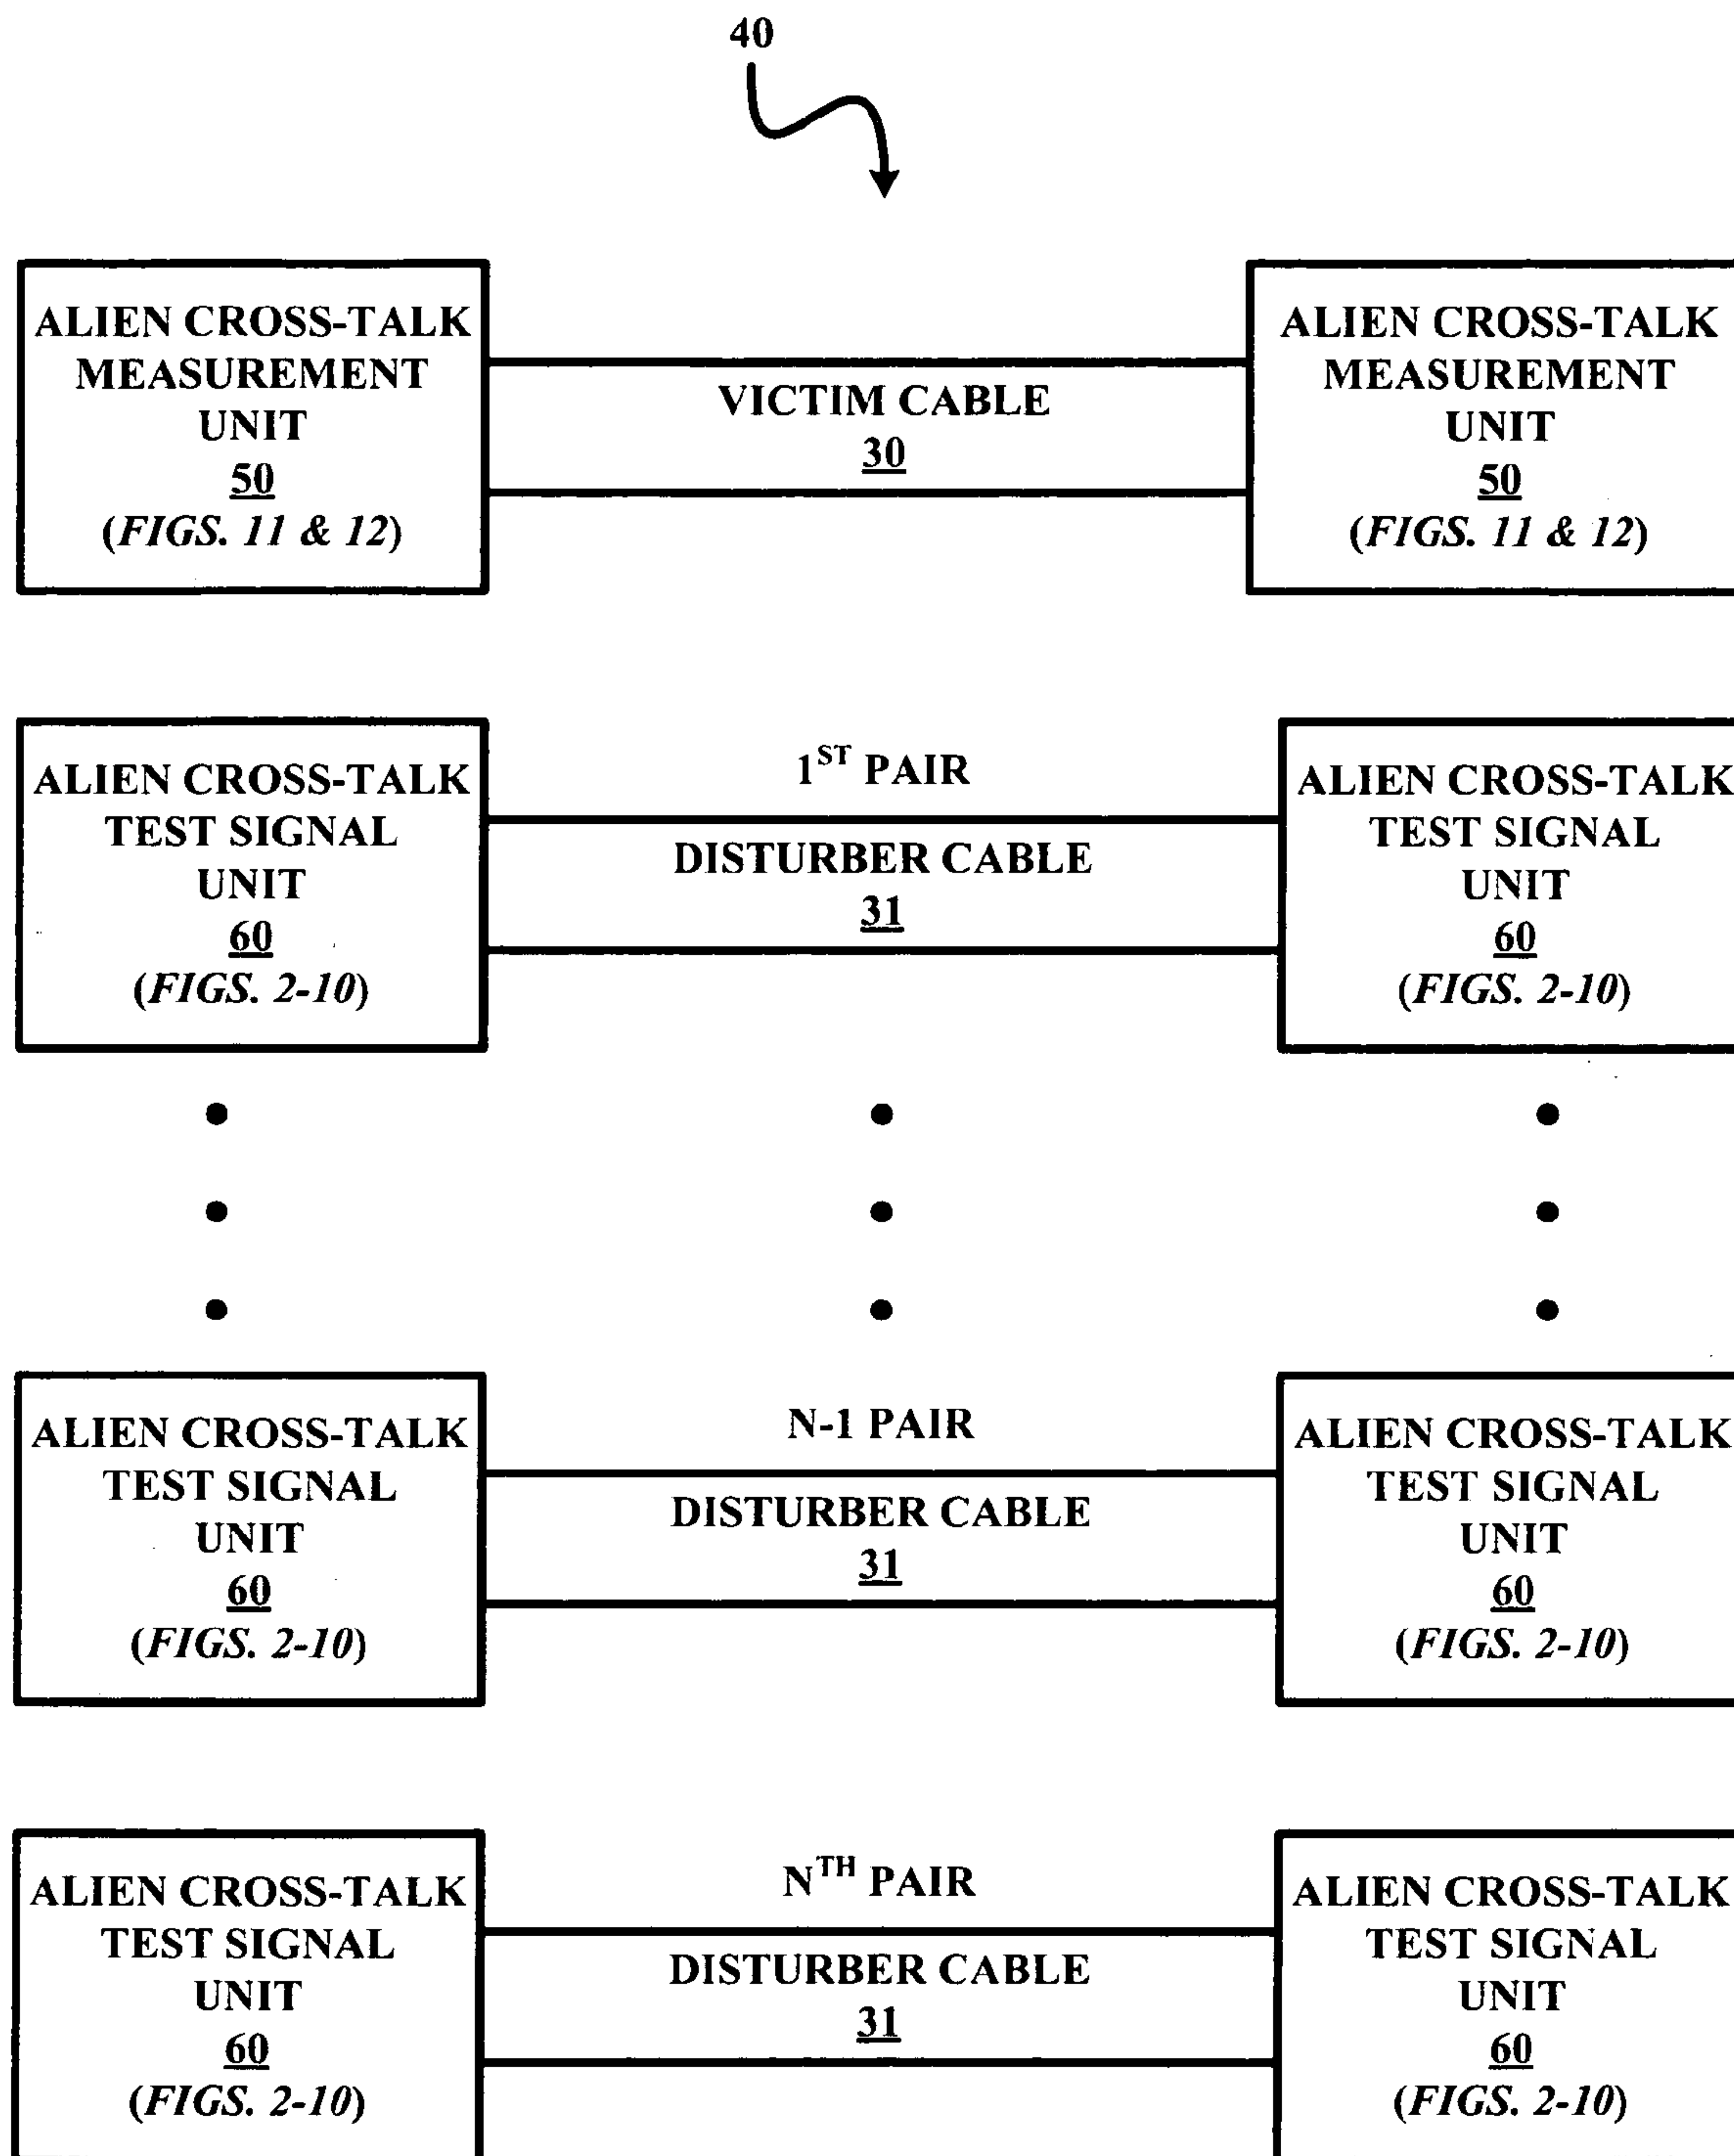 40
ALIEN CROSS-TALK
MEASUREMENT
UNIT
50
(FIGS. 11 & 12)
VICTIM CABLE
30
ALIEN CROSS-TALK
MEASUREMENT
UNIT
50
(FIGS. 11 & 12)
ALIEN CROSS-TALK
TEST SIGNAL
UNIT
60
(FIGS. 2-10)
1ST PAIR
DISTURBER CABLE
31
ALIEN CROSS-TALK
TEST SIGNAL
UNIT
60
(FIGS. 2-10)
ALIEN CROSS-TALK
TEST SIGNAL
UNIT
60
(FIGS. 2-10)
N-1 PAIR
DISTURBER CABLE
31
ALIEN CROSS-TALK
TEST SIGNAL
UNIT
60
(FIGS. 2-10)
ALIEN CROSS-TALK
TEST SIGNAL
UNIT
60
(FIGS. 2-10)
NTH PAIR
DISTURBER CABLE
31
ALIEN CROSS-TALK
TEST SIGNAL
UNIT
60
(FIGS. 2-10)